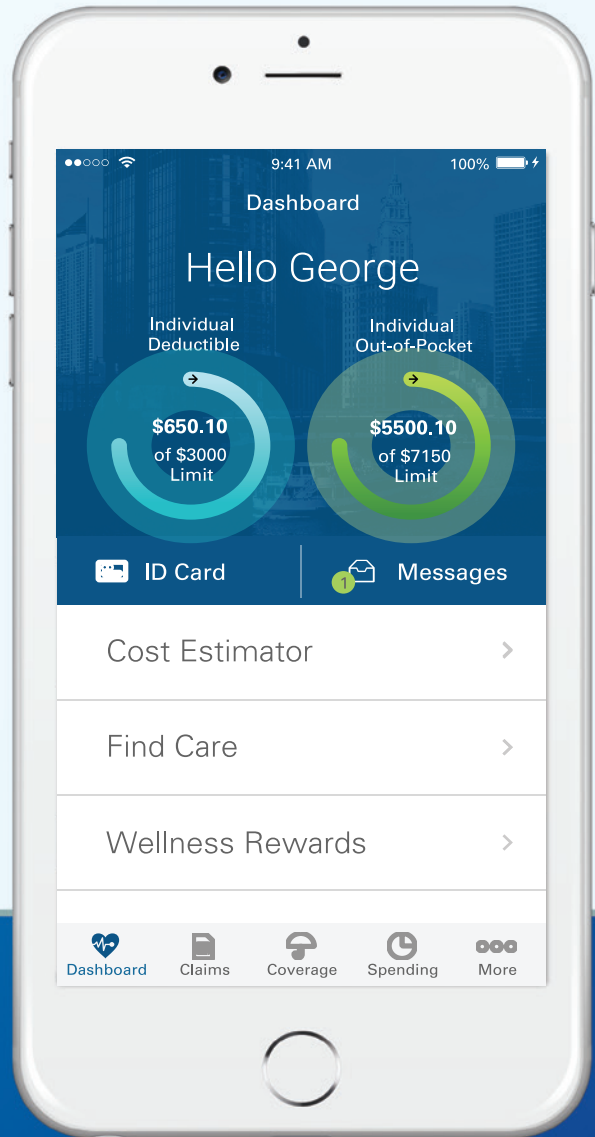 9:41 AM
100%
Dashboard
Hello George
Individual
Deductible
Individual
Out-of-Pocket
$650.10
of $3000
Limit
$5500.10
of $7150
Limit
ID Card
1
Messages
Cost Estimator
Find Care
Wellness Rewards
Dashboard
Claims
Coverage
Spending
More